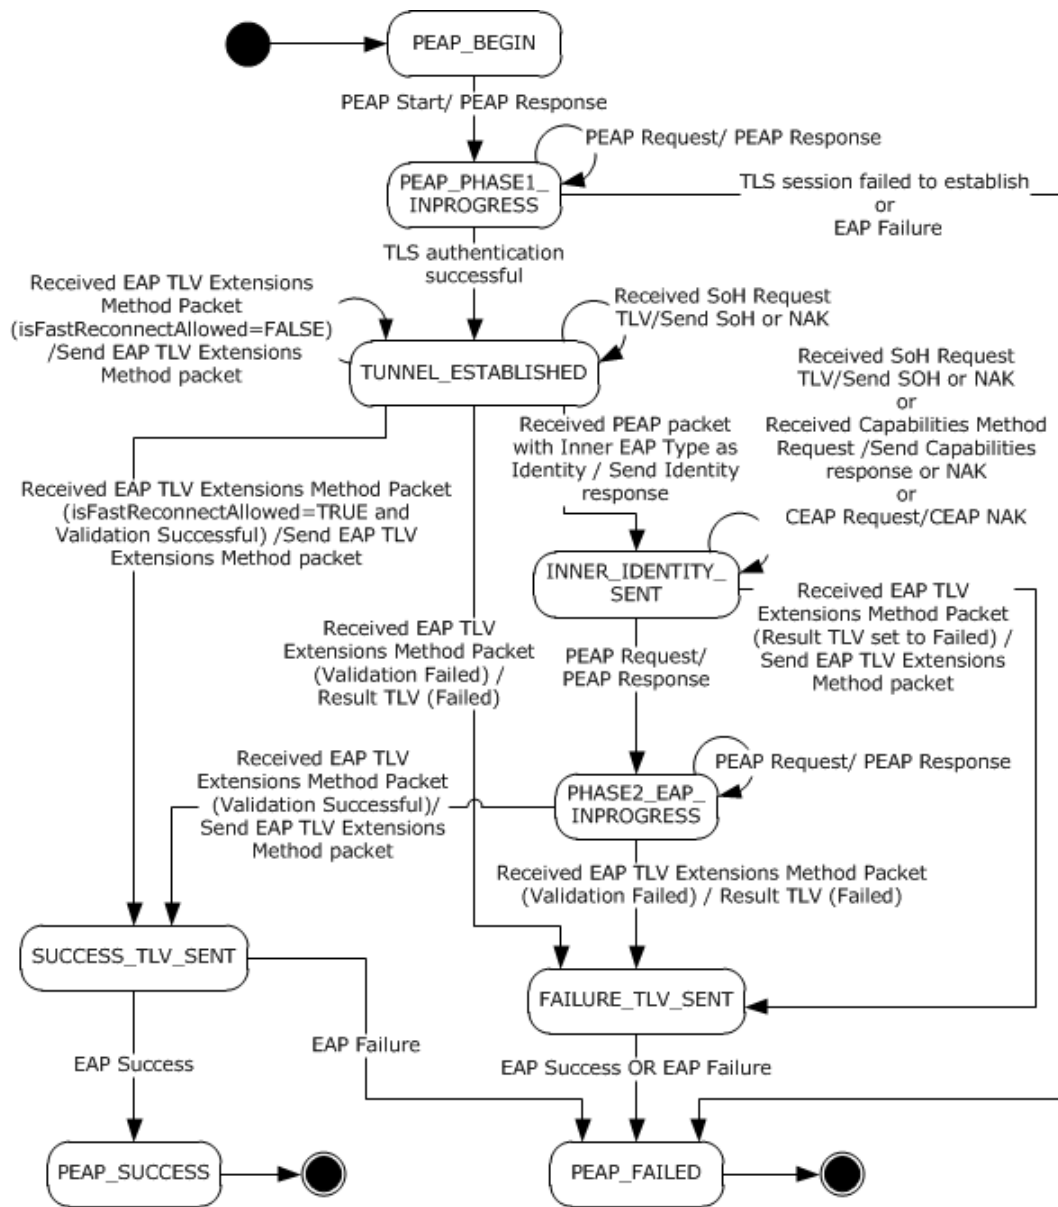 PEAP_BEGIN
PEAP Start/ PEAP Response
PEAP Request/ PEAP Response
PEAP_PHASE1_
INPROGRESS
TLS session failed to establish
or
EAP Failure
TLS authentication
successful
Received EAP TLV Extensions
Method Packet
(isFastReconnectAllowed=FALSE)
/Send EAP TLV Extensions
Method packet
Received SoH Request
TLV/Send SoH or NAK
TUNNEL_ESTABLISHED
Received SoH Request
TLV/Send SOH or NAK
or
Received Capabilities Method
Request /Send Capabilities
response or NAK
or
CEAP Request/CEAP NAK
Received PEAP packet
with Inner EAP Type as
Identity / Send Identity
response
Received EAP TLV Extensions Method Packet
(isFastReconnectAllowed=TRUE and
Validation Successful) /Send EAP TLV
Extensions Method packet
INNER_IDENTITY_
SENT
Received EAP TLV
Extensions Method Packet
(Result TLV set to Failed) /
Send EAP TLV Extensions
Method packet
Received EAP TLV
Extensions Method Packet
(Validation Failed) /
Result TLV (Failed)
PEAP Request/
PEAP Response
Received EAP TLV
Extensions Method Packet
(Validation Successful)/
Send EAP TLV Extensions
Method packet
PEAP Request/ PEAP Response
PHASE2_EAP_
INPROGRESS
Received EAP TLV Extensions Method Packet
(Validation Failed) / Result TLV (Failed)
SUCCESS_TLV_SENT
FAILURE_TLV_SENT
EAP Success
EAP Failure
EAP Success OR EAP Failure
PEAP_SUCCESS
PEAP_FAILED